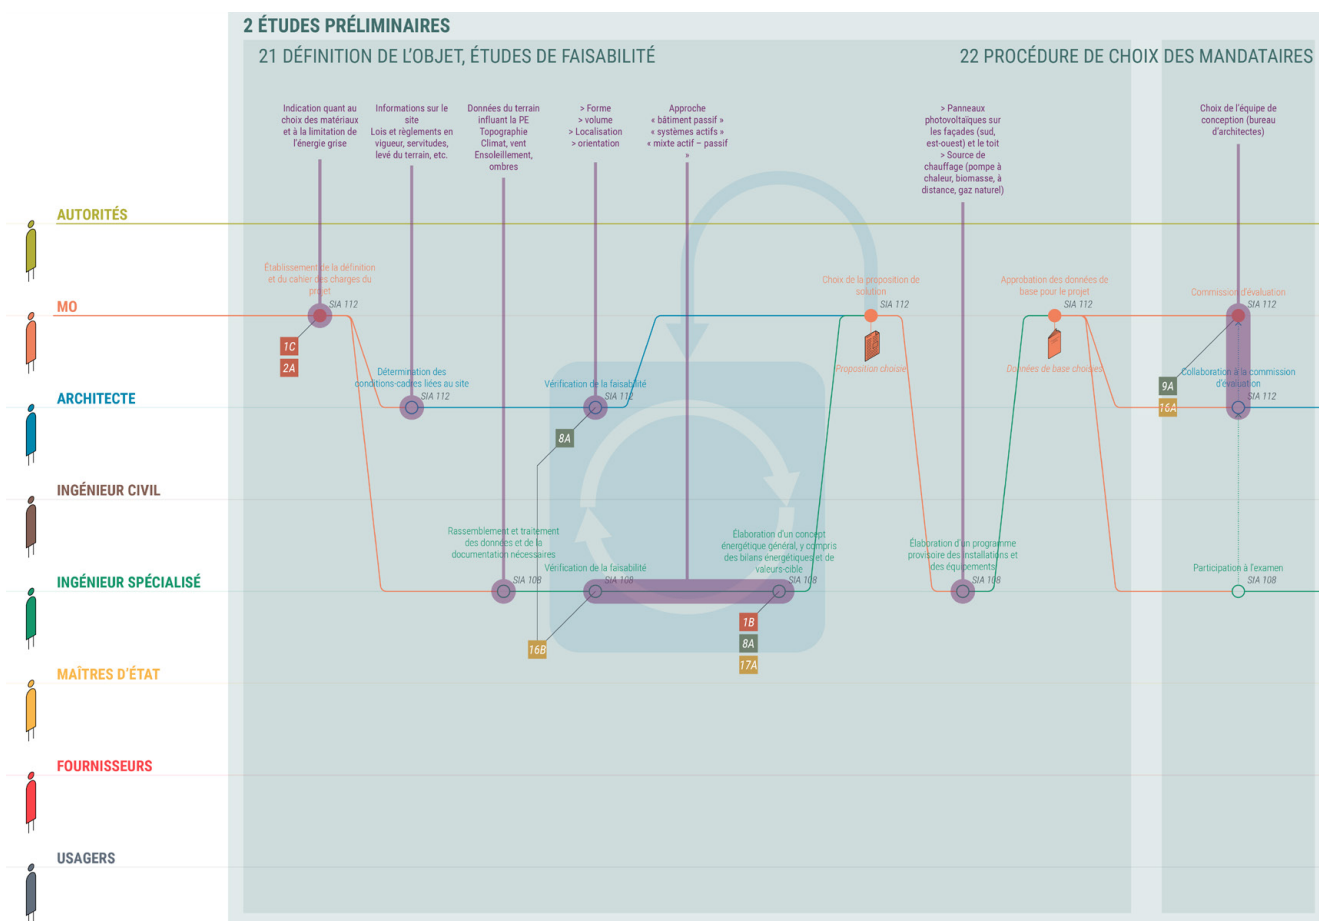 2 ÉTUDES PRÉLIMINAIRES
21 DÉFINITION DE L'OBJET, ÉTUDES DE FAISABILITÉ
22 PROCÉDURE DE CHOIX DES MANDATAIRES
Indication quant au
choix des matériaux
et à la limitation de
l'énergie grise
Informations sur le
site
Lois et règlements en
vigueur, servitudes,
levé du terrain, etc.
Données du terrain
influant la PE
Topographie
Climat, vent
Ensoleillement,
ombres
> Forme
> volume
> Localisation
> orientation
Approche
« bâtiment passif »
« systèmes actifs »
« mixte actif – passif
»
> Panneaux
photovoltaïques sur
les façades (sud,
est-ouest) et le toit
> Source de
chauffage (pompe à
chaleur, biomasse, à
distance, gaz naturel)
Choix de l'équipe de
conception (bureau
d'architectes)
AUTORITÉS
MO
Établissement de la définition
et du cahier des charges du
projet
SIA 112
1C
2A
Choix de la proposition de
solution
SIA 112
Proposition choisie
Approbation des données de
base pour le projet
SIA 112
Données de base choisies
Commission d'évaluation
SIA 112
ARCHITECTE
Détermination des
conditions-cadres liées au site
SIA 112
Vérification de la faisabilité
SIA 112
8A
9A
16A
Collaboration à la commission
d'évaluation
SIA 112
INGÉNIEUR CIVIL
INGÉNIEUR SPÉCIALISÉ
Rassemblement et traitement
des données et de la
documentation nécessaires
SIA 108
Vérification de la faisabilité
SIA 108
16B
Élaboration d'un concept
énergétique général, y compris
des bilans énergétiques et de
valeurs-cible
SIA 108
1B
8A
17A
Élaboration d'un programme
provisoire des installations et
des équipements
SIA 108
Participation à l'examen
SIA 108
MAÎTRES D'ÉTAT
FOURNISSEURS
USAGERS